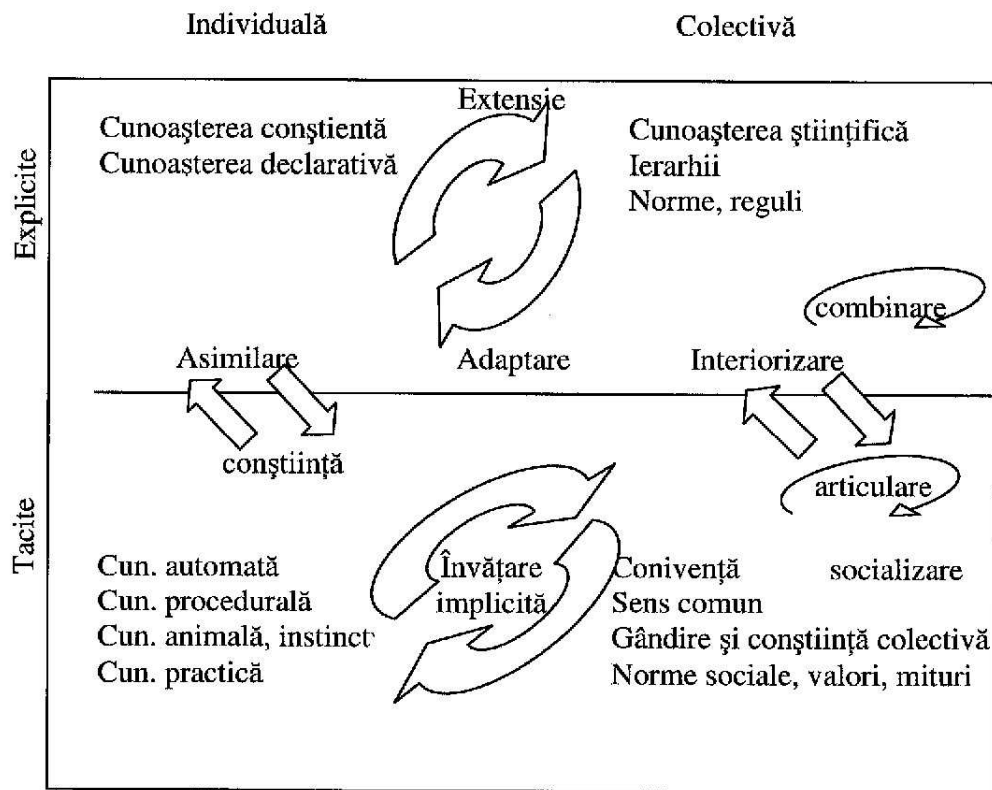 Individuală
Colectivă
Explicite
Extensie
Cunoaşterea conştientă
Cunoaşterea declarativă
Cunoaşterea ştiinţifică
Ierarhii
Norme, reguli
combinare
Asimilare
Adaptare
Interiorizare
conştiinţă
articulare
Tacite
Cun. automată
Cun. procedurală
Cun. animală, instinct
Cun. practică
Învăţare
implicită
Conivenţă
socializare
Sens comun
Gândire şi conştiinţă colectivă
Norme sociale, valori, mituri